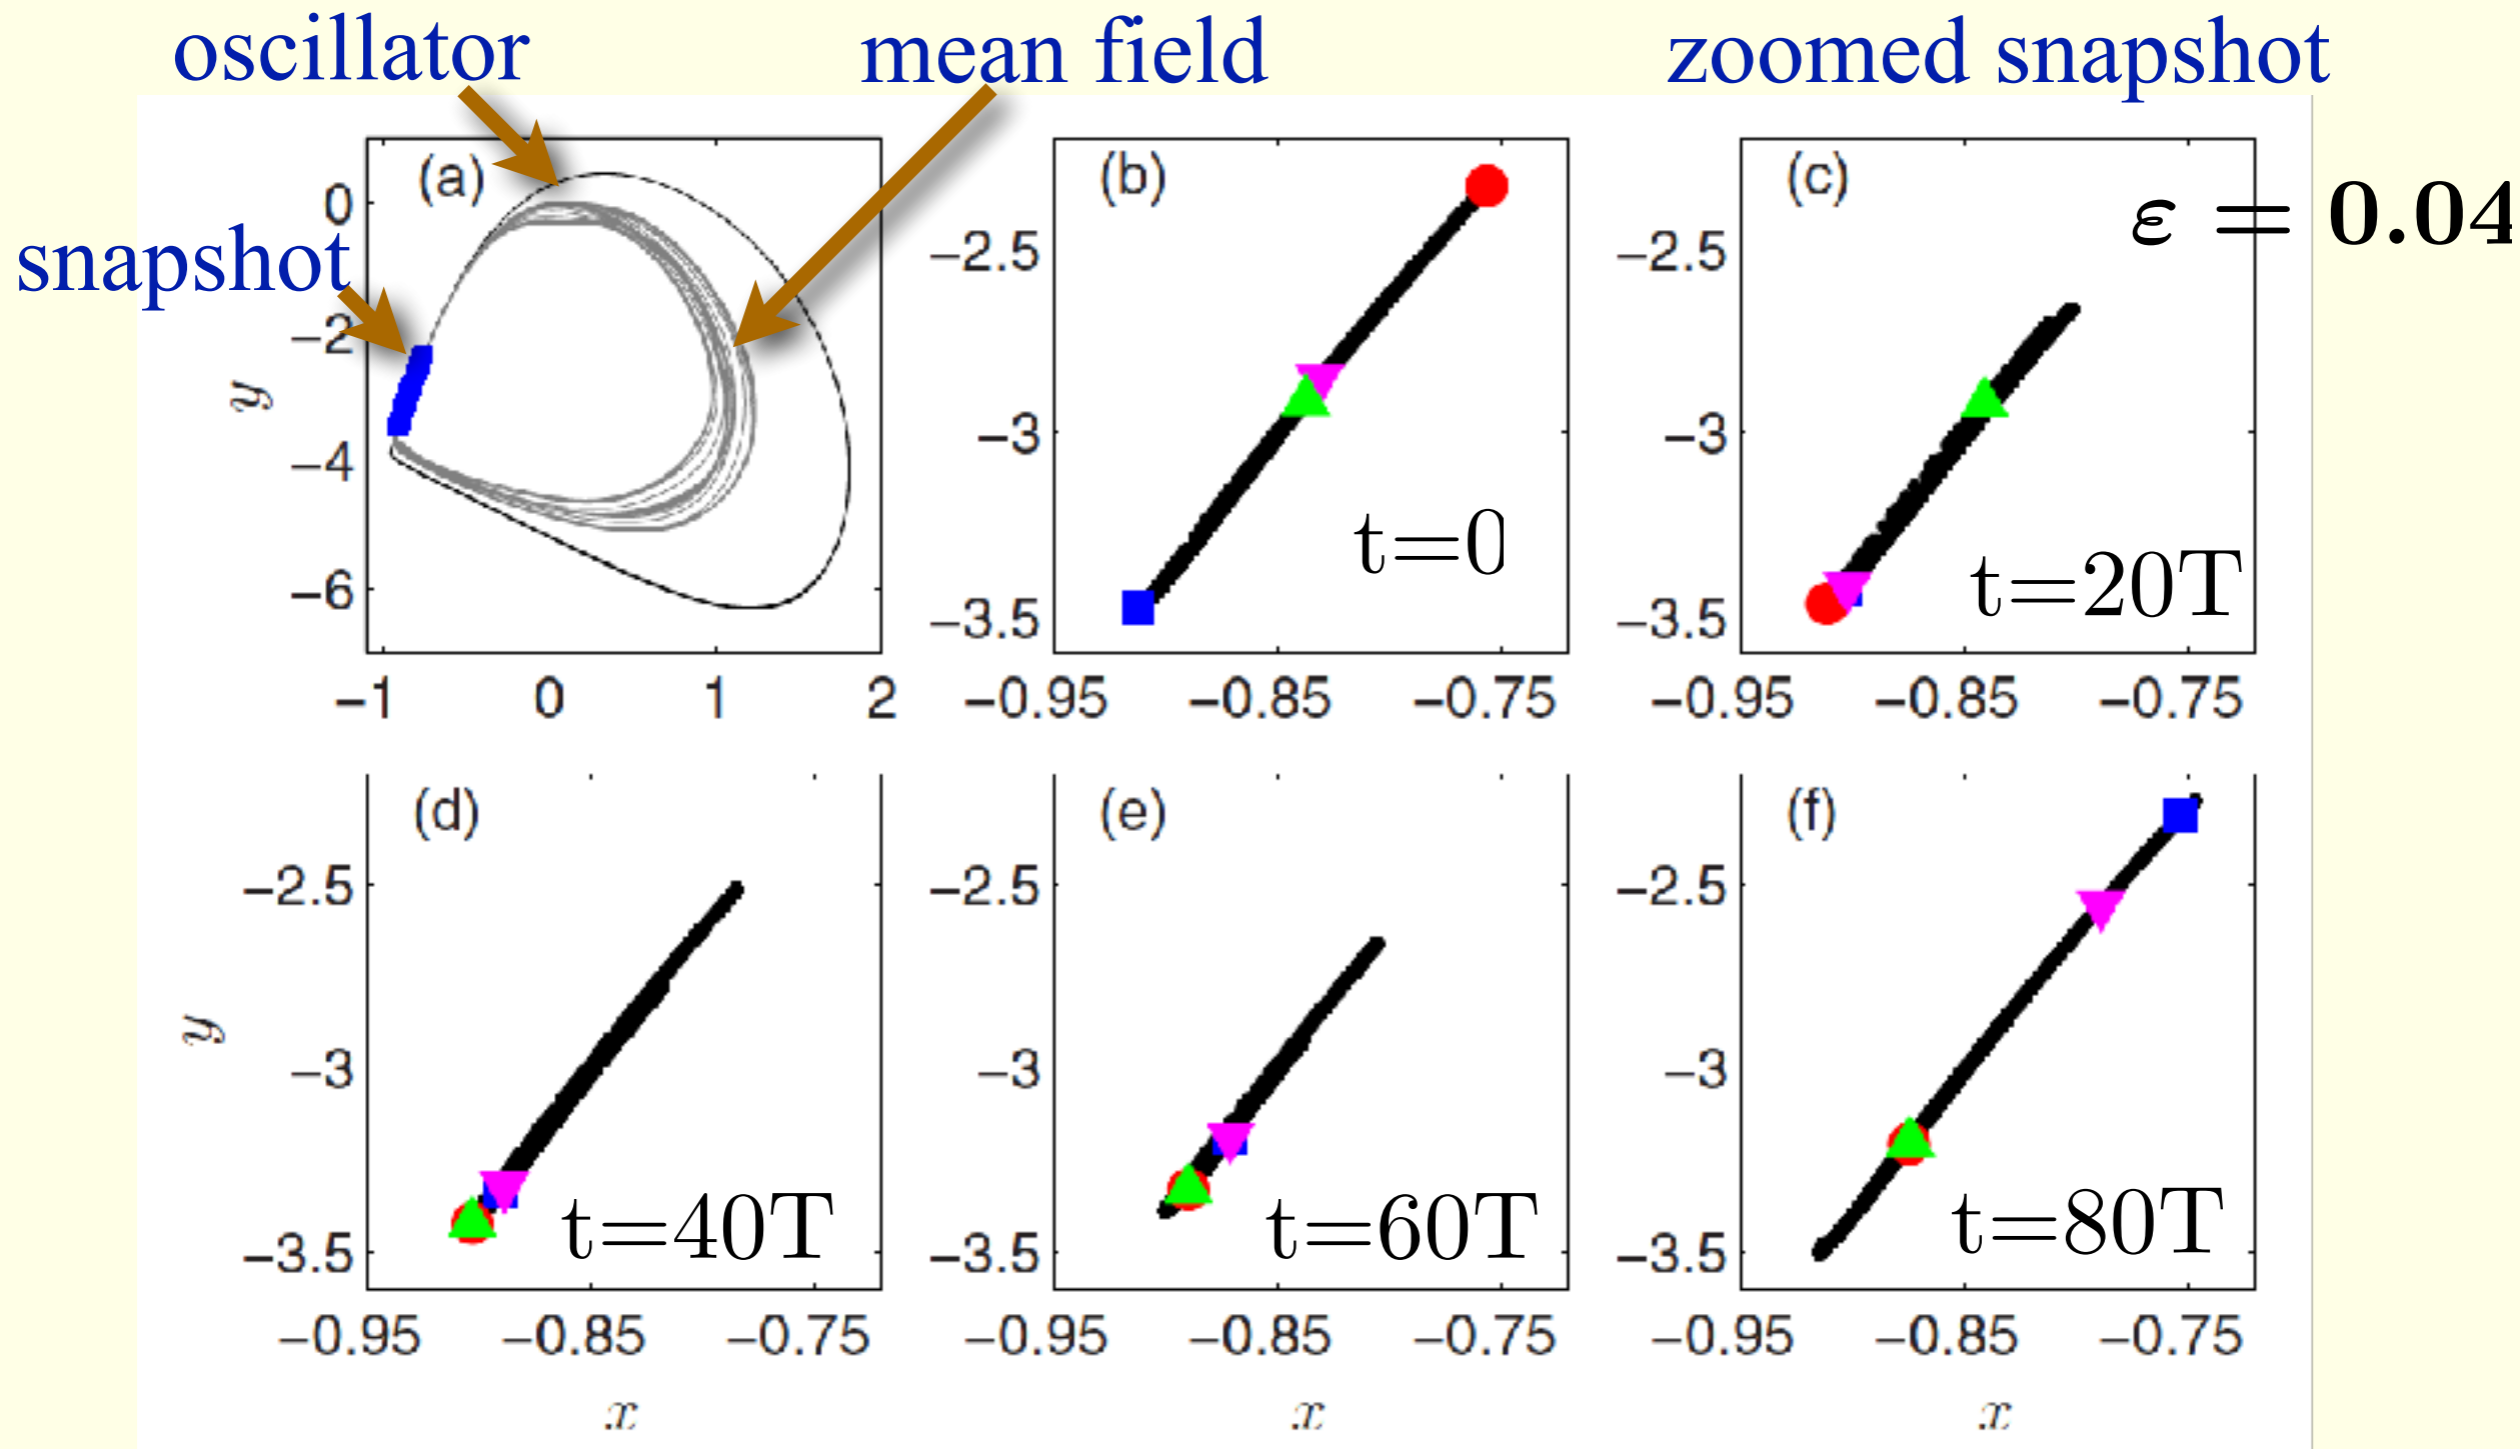 oscillator mean field zoomed snapshot
(a) (b) (c)
ε = 0.04
snapshot
0 −2 −4 −6
y
−2.5 −3 −3.5
−2.5 −3 −3.5
t=0
t=20T
−1 0 1 2
−0.95 −0.85 −0.75
−0.95 −0.85 −0.75
(d) (e) (f)
−2.5 −3 −3.5
y
−2.5 −3 −3.5
−2.5 −3 −3.5
t=40T
t=60T
t=80T
−0.95 −0.85 −0.75
−0.95 −0.85 −0.75
−0.95 −0.85 −0.75
x x x